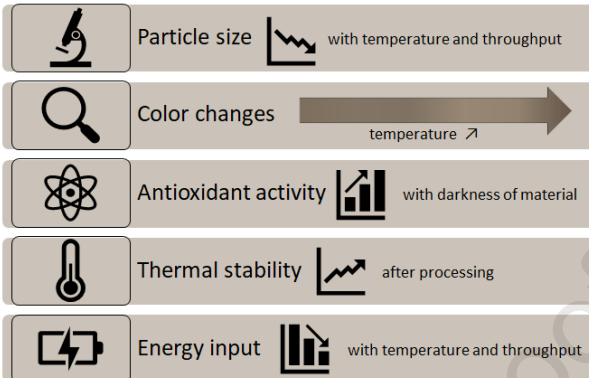 Particle size with temperature and throughput
Color changes
temperature ↗
Antioxidant activity with darkness of material
Thermal stability after processing
Energy input with temperature and throughput